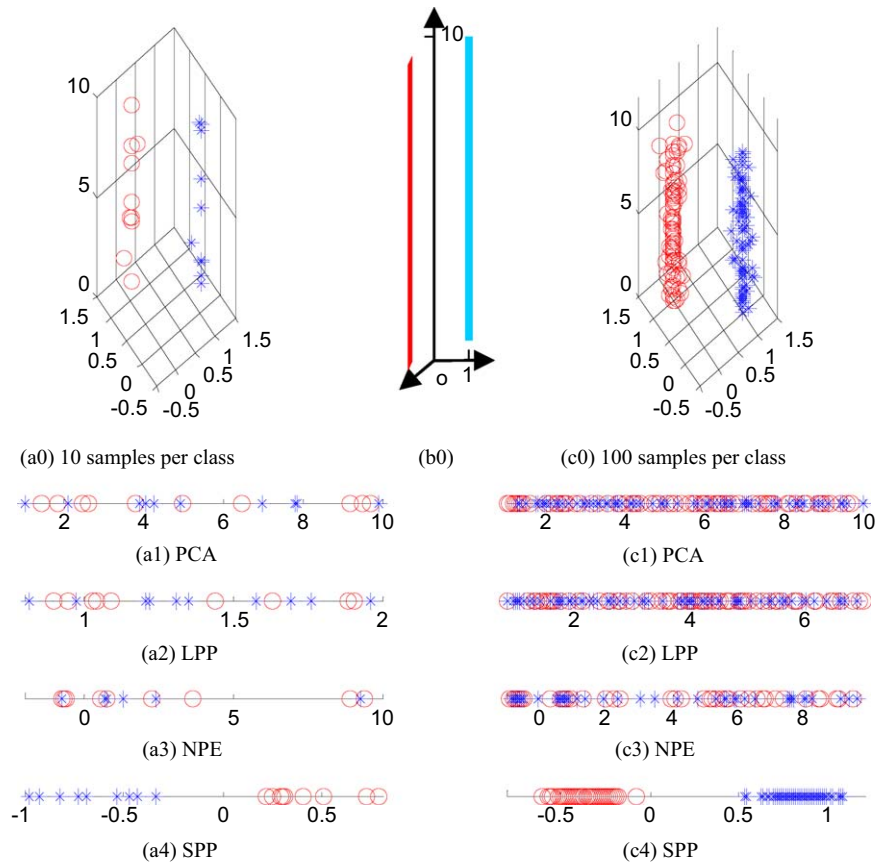 10
5
0
1.5
1
0.5
0
-0.5
1.5
1
0.5
0
-0.5
10
o
1
10
5
0
1.5
1
0.5
0
-0.5
1.5
1
0.5
0
-0.5
(a0) 10 samples per class
(b0)
(c0) 100 samples per class
2 4 6 8 10
(a1) PCA
2 4 6 8 10
(c1) PCA
1 1.5 2
(a2) LPP
2 4 6
(c2) LPP
0 5 10
(a3) NPE
0 2 4 6 8
(c3) NPE
-1 -0.5 0 0.5
(a4) SPP
-0.5 0 0.5 1
(c4) SPP